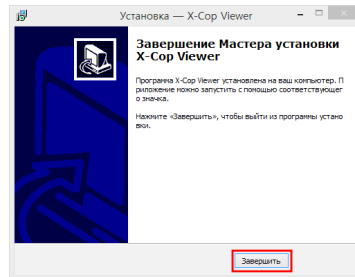 Установка — X-Cop Viewer
Завершение Мастера установки
X-Cop Viewer
Программа X-Cop Viewer установлена на ваш компьютер. П
риложение можно запустить с помощью соответствующег
о значка.
Нажмите «Завершить», чтобы выйти из программы устано
вки.
Завершить